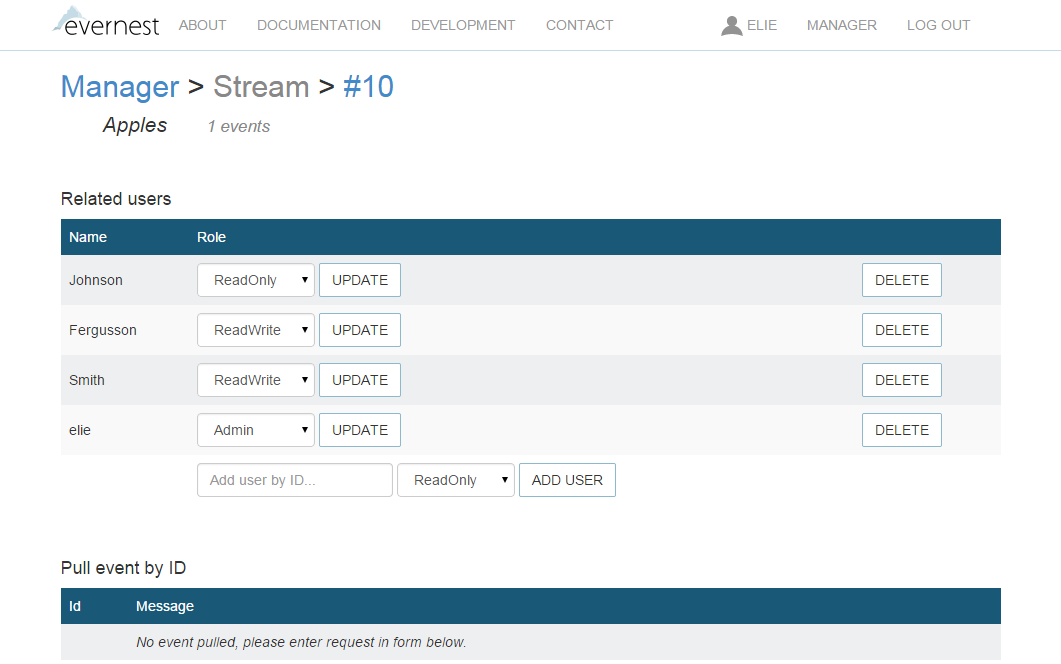 evernest ABOUT DOCUMENTATION DEVELOPMENT CONTACT ELIE MANAGER LOG OUT
Manager > Stream > #10
Apples 1 events
Related users
Name Role
Johnson ReadOnly UPDATE DELETE
Fergusson ReadWrite UPDATE DELETE
Smith ReadWrite UPDATE DELETE
elie Admin UPDATE DELETE
Add user by ID... ReadOnly ADD USER
Pull event by ID
Id Message
No event pulled, please enter request in form below.